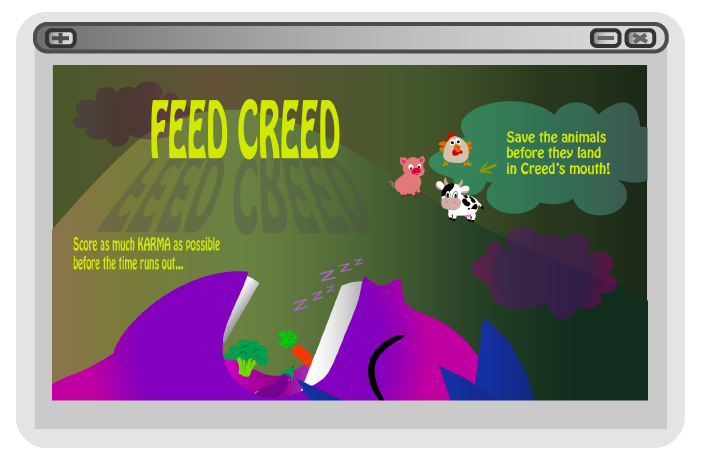 FEED CREED
FEED CREED
Save the animals
before they land
in Creed's mouth!
Score as much KARMA as possible
before the time runs out...
z z z z
z z z z